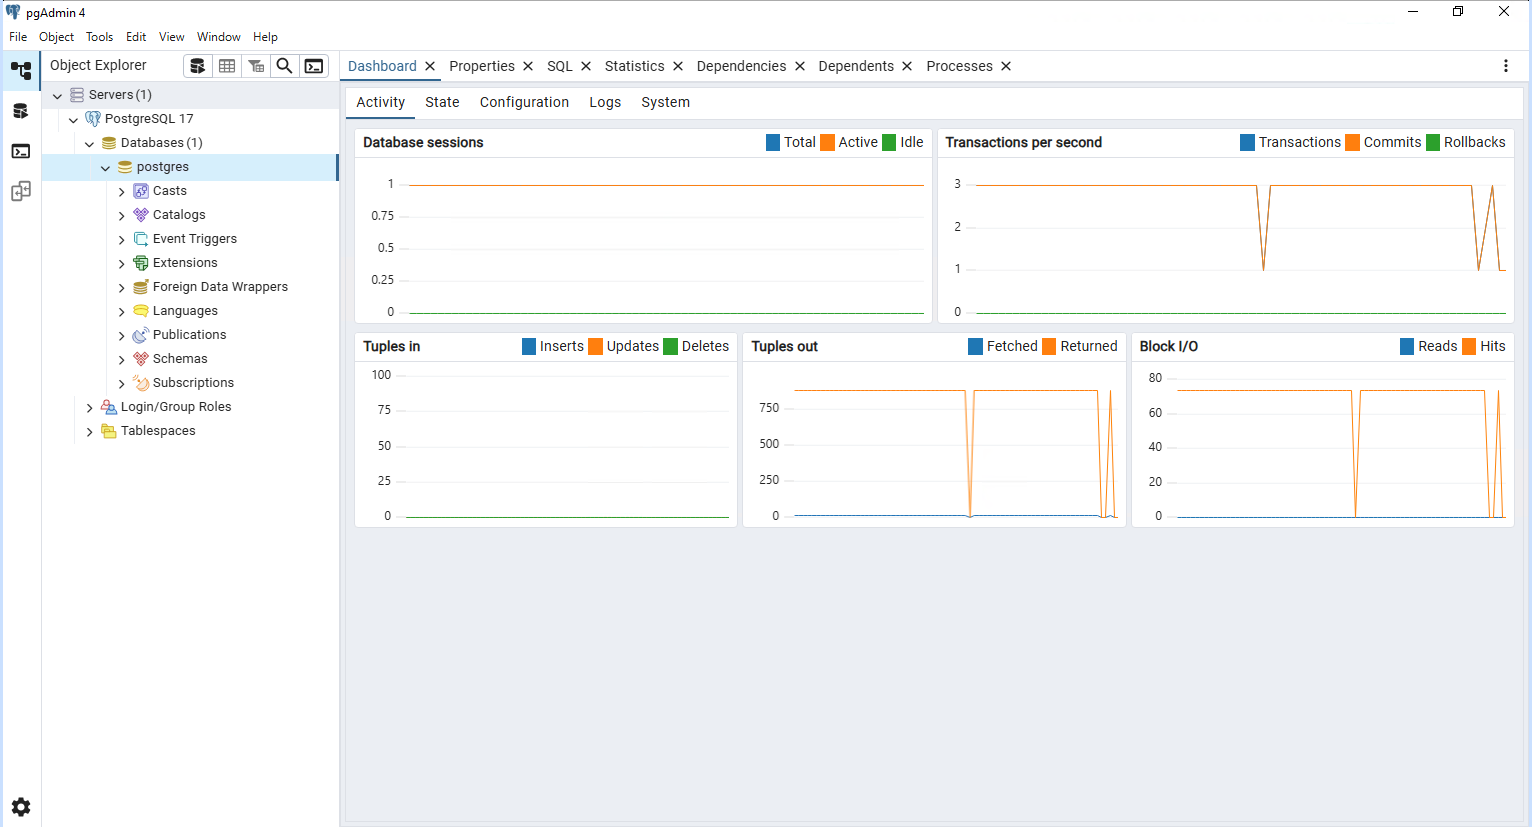 pgAdmin 4
File Object Tools Edit View Window Help
Object Explorer
Dashboard Properties SQL Statistics Dependencies Dependents Processes
Servers (1)
PostgreSQL 17
Databases (1)
postgres
Casts
Catalogs
Event Triggers
Extensions
Foreign Data Wrappers
Languages
Publications
Schemas
Subscriptions
Login/Group Roles
Tablespaces
Activity State Configuration Logs System
Database sessions Total Active Idle
1
0.75
0.5
0.25
0
Transactions per second Transactions Commits Rollbacks
3
2
1
0
Tuples in Inserts Updates Deletes
100
75
50
25
0
Tuples out Fetched Returned
750
500
250
0
Block I/O Reads Hits
80
60
40
20
0